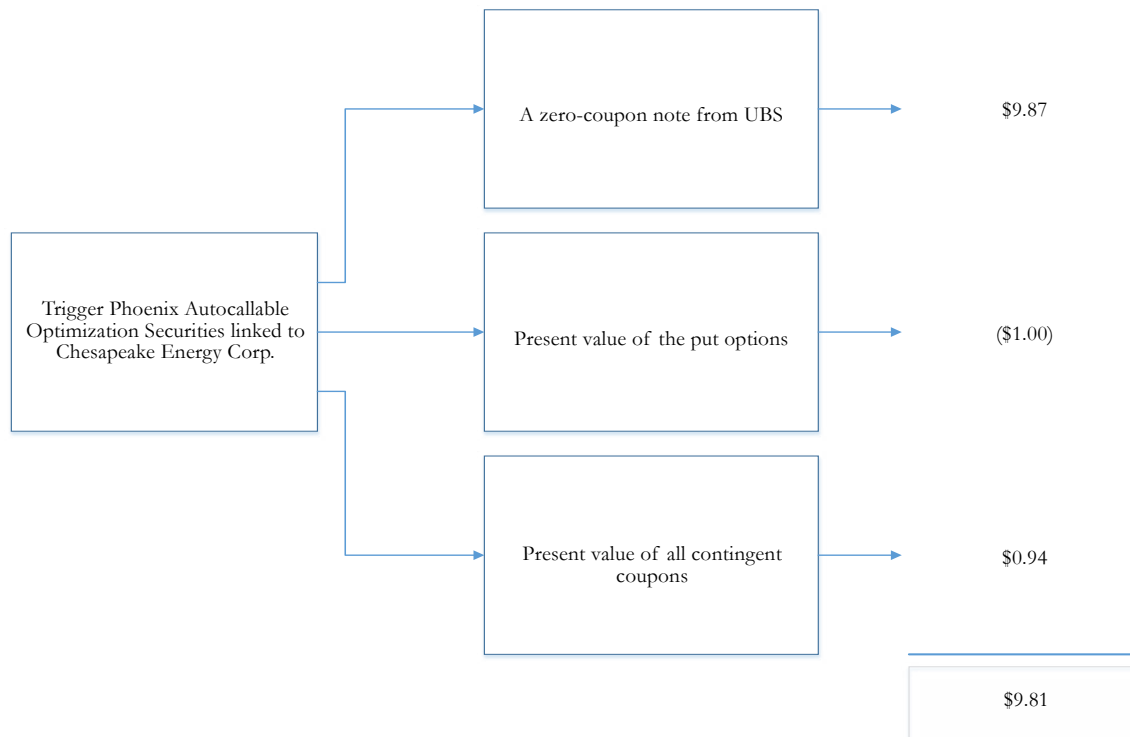 A zero-coupon note from UBS
$9.87
Trigger Phoenix Autocallable
Optimization Securities linked to
Chesapeake Energy Corp.
Present value of the put options
($1.00)
Present value of all contingent
coupons
$0.94
$9.81